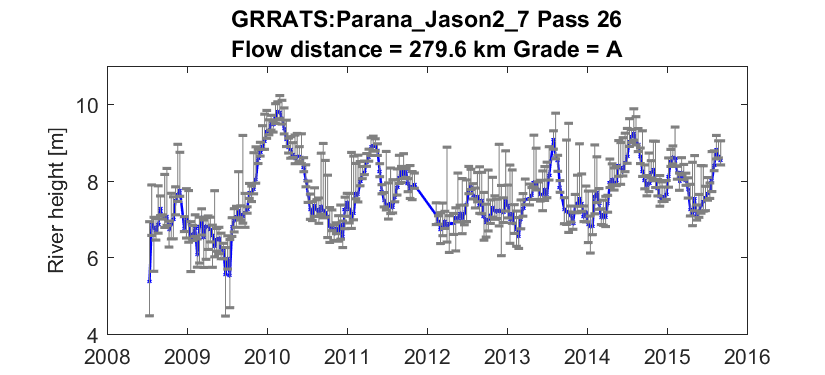 GRRATS:Parana_Jason2_7 Pass 26
Flow distance = 279.6 km Grade = A
River height [m]
10
8
6
4
2008 2009 2010 2011 2012 2013 2014 2015 2016